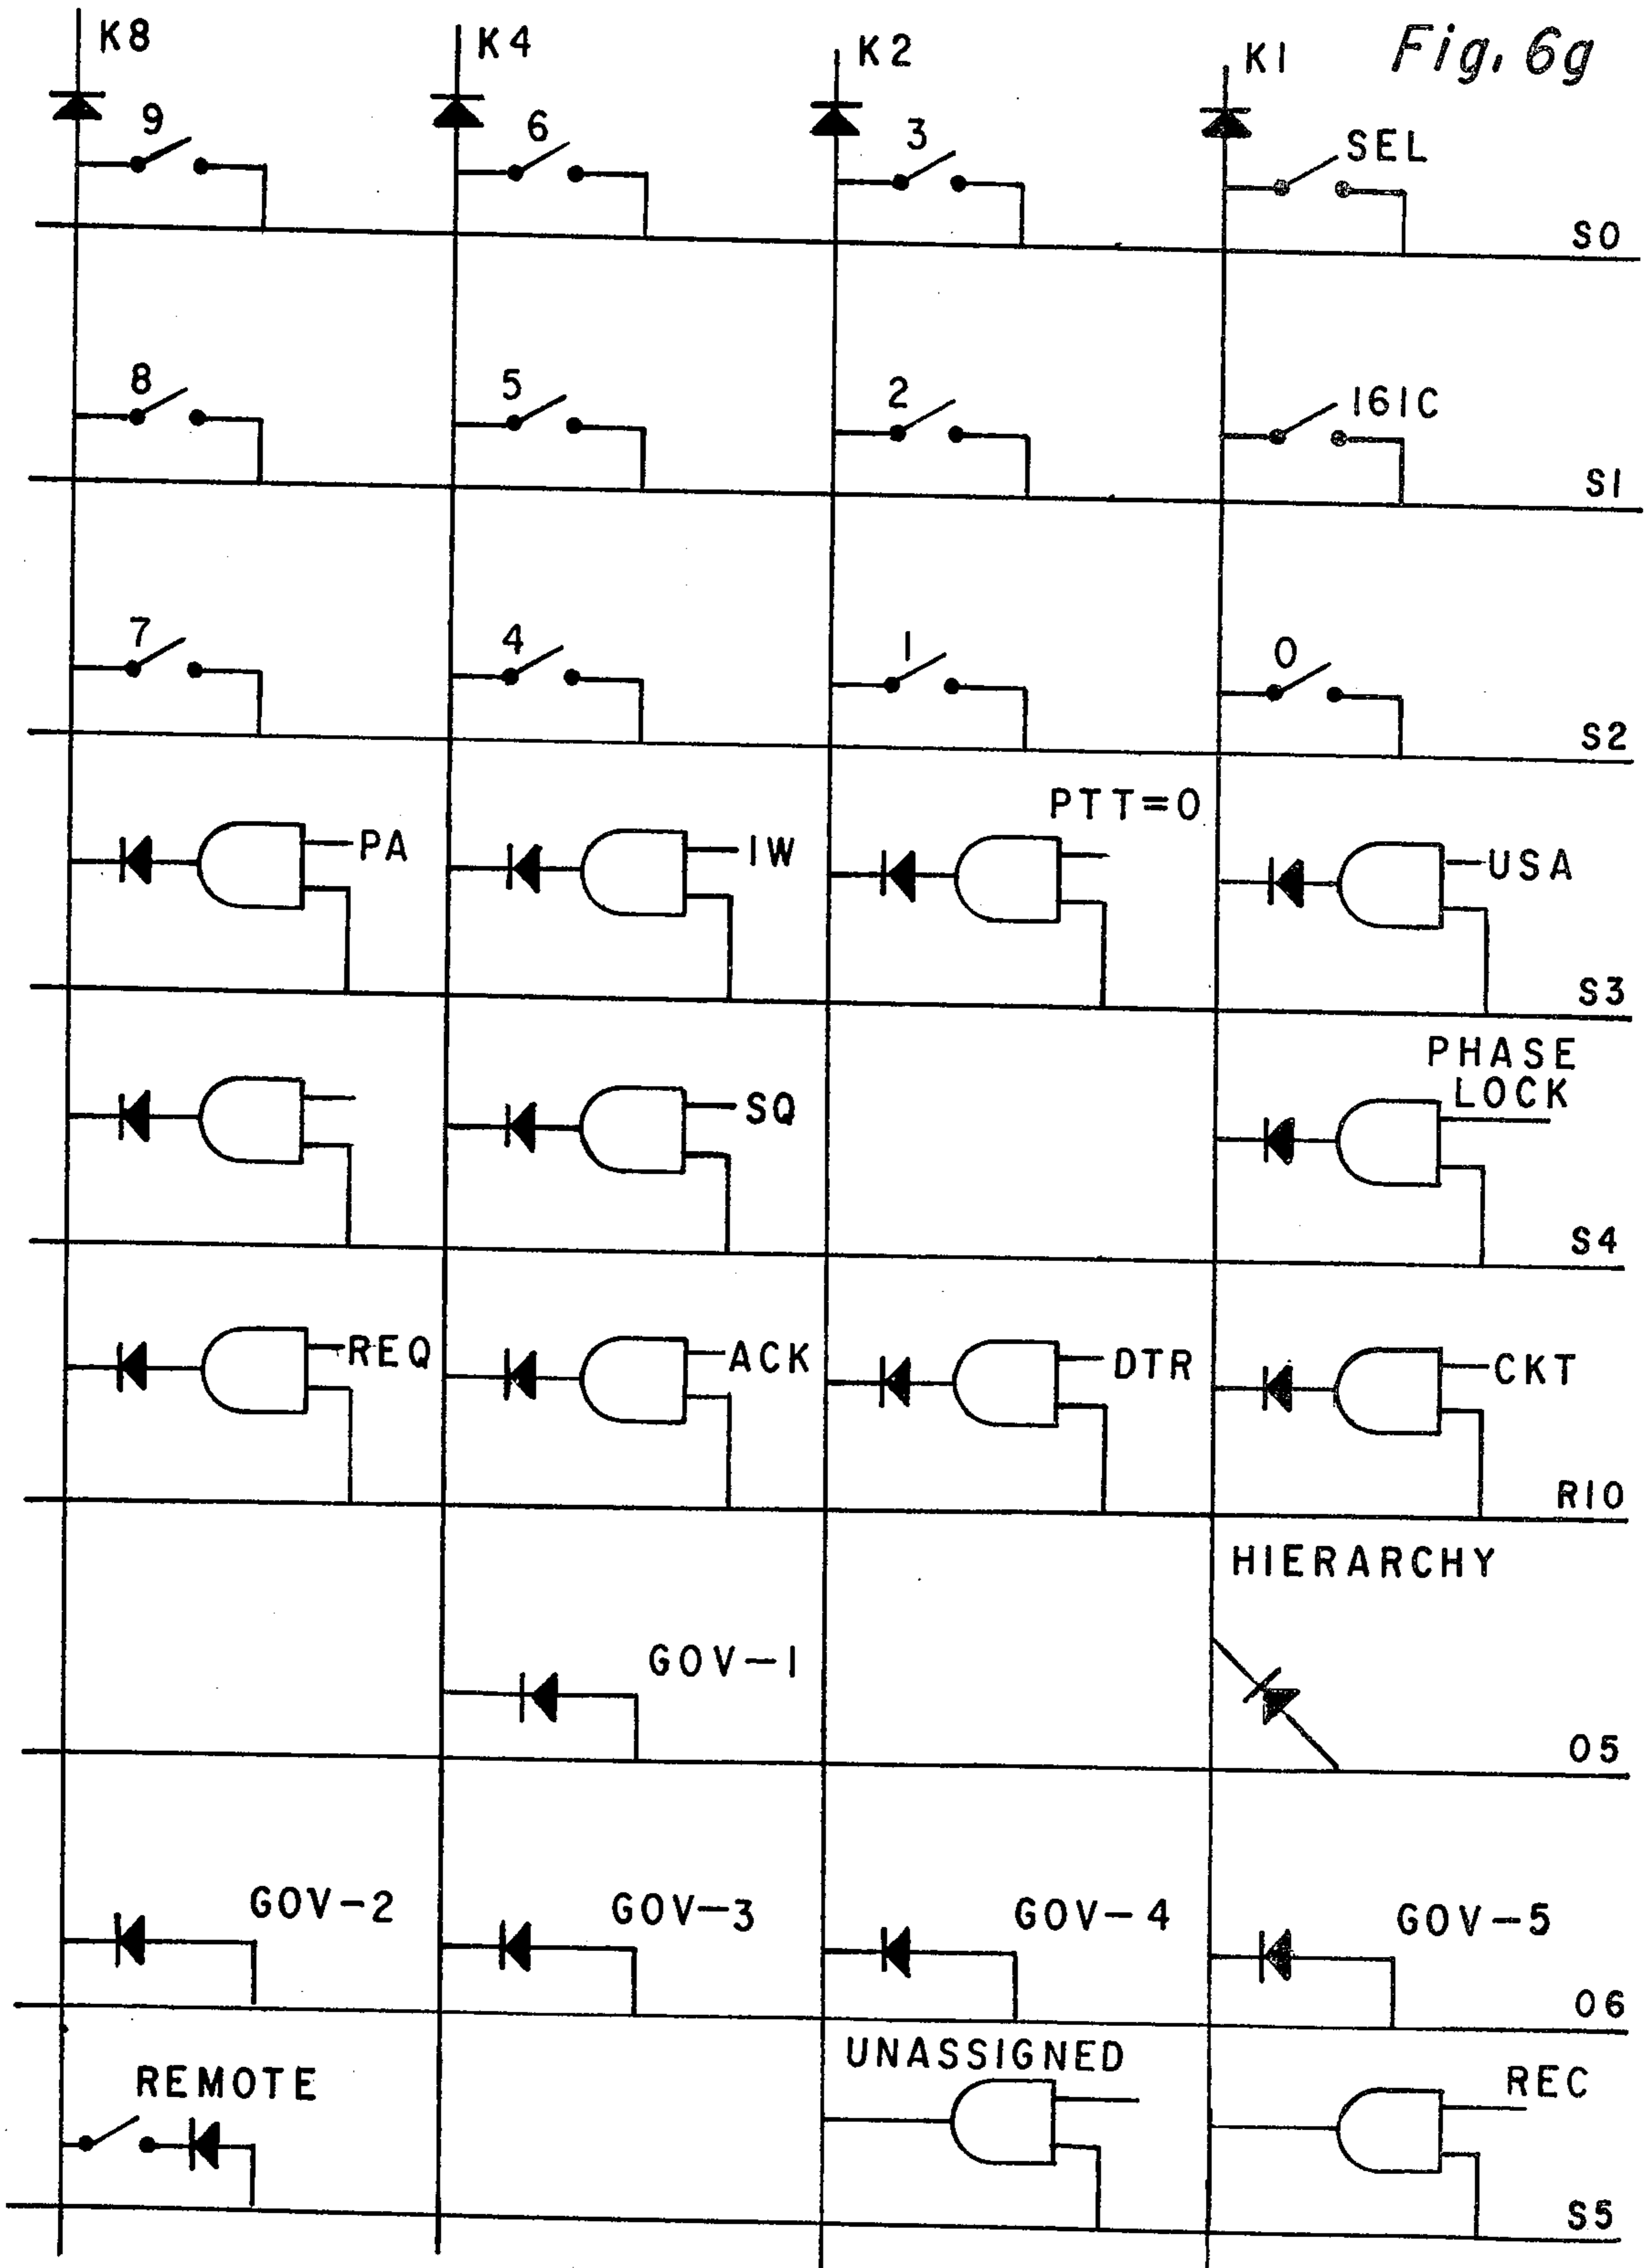 Fig. 6g
K8 K4 K2 K1
9 6 3 SEL
S0
8 5 2 161C
S1
7 4 1 0
S2
PTT=0
PA IW USA
S3
PHASE
LOCK
SQ
S4
REQ ACK DTR CKT
R10
HIERARCHY
GOV-1
05
GOV-2 GOV-3 GOV-4 GOV-5
06
UNASSIGNED
REMOTE REC
S5